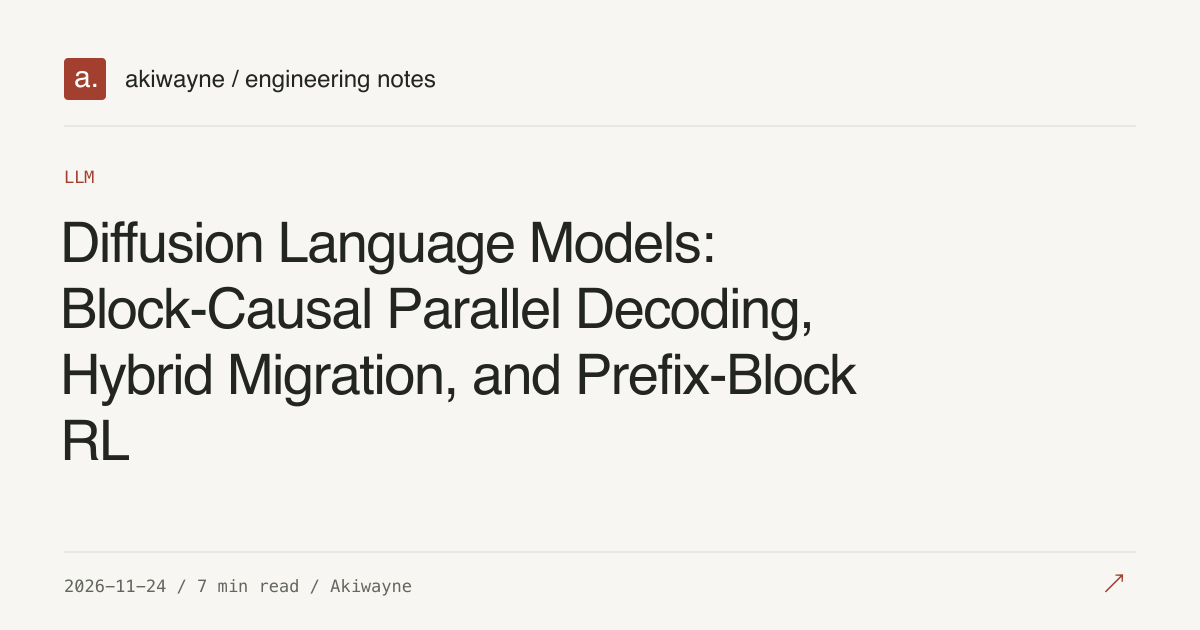 a.
akiwayne / engineering notes
LLM
Diffusion Language Models:
Block-Causal Parallel Decoding,
Hybrid Migration, and Prefix-Block
RL
2026-11-24 / 7 min read / Akiwayne